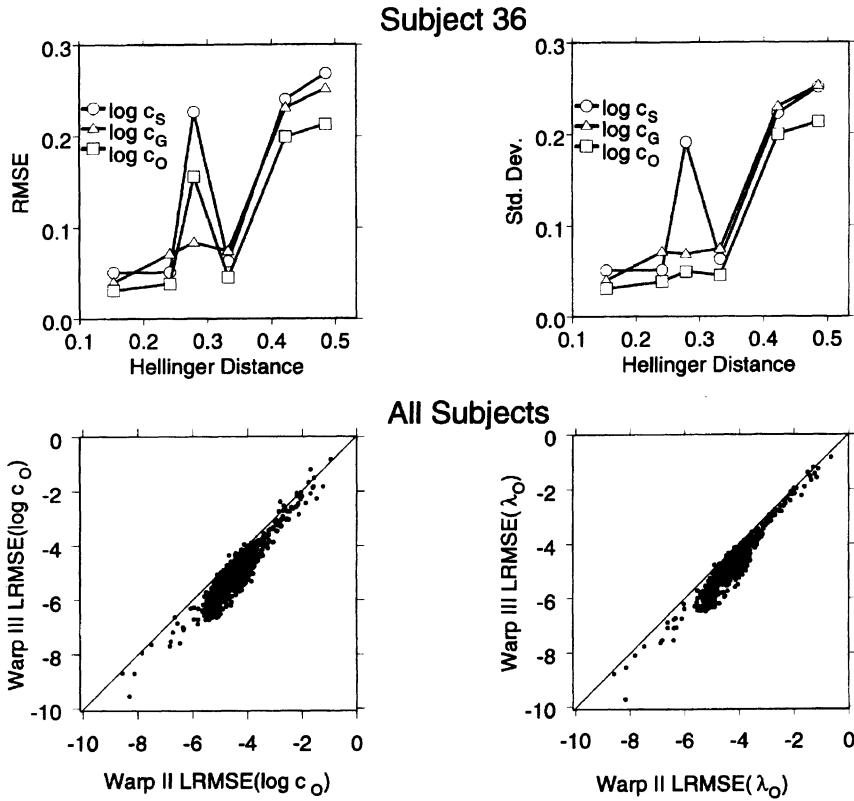 Subject 36
0.3
0.2
0.1
0.0
RMSE
log cS
log cG
log cO
0.1 0.2 0.3 0.4 0.5
Hellinger Distance
0.3
0.2
0.1
0.0
Std. Dev.
log cS
log cG
log cO
0.1 0.2 0.3 0.4 0.5
Hellinger Distance
All Subjects
0
-2
-4
-6
-8
-10
Warp III LRMSE(log cO)
-10 -8 -6 -4 -2 0
Warp II LRMSE(log cO)
0
-2
-4
-6
-8
-10
Warp III LRMSE(λO)
-10 -8 -6 -4 -2 0
Warp II LRMSE(λO)